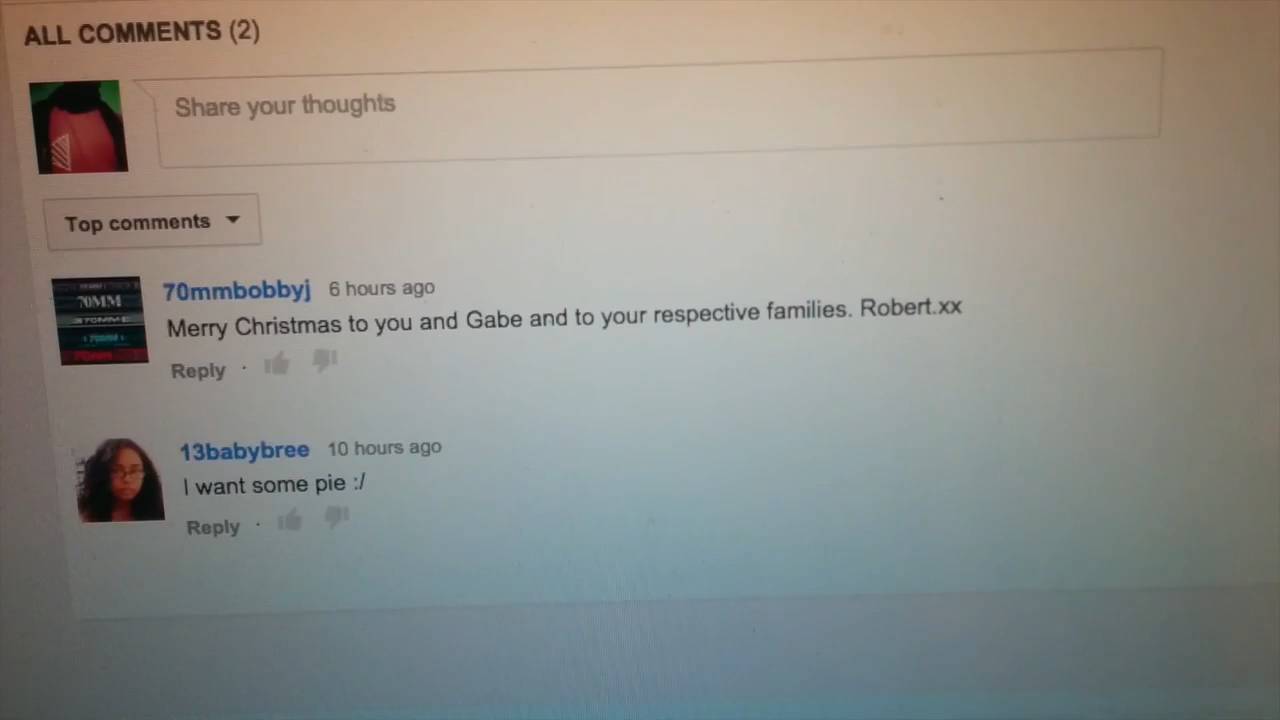 ALL COMMENTS (2)
Share your thoughts
Top comments
70mmbobbyj 6 hours ago
Merry Christmas to you and Gabe and to your respective families. Robert.xx
Reply ·
70MM
13babybree 10 hours ago
I want some pie :/
Reply ·